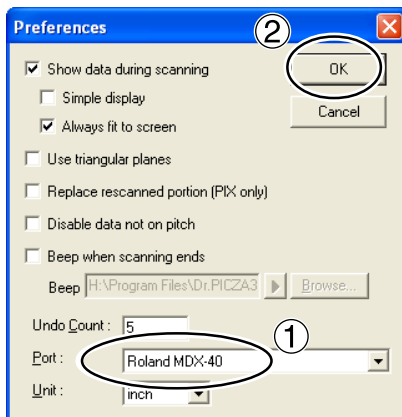 Preferences
②
Show data during scanning
OK
Simple display
Cancel
Always fit to screen
Use triangular planes
Replace rescanned portion (PIX only)
Disable data not on pitch
Beep when scanning ends
Beep H:\Program Files\Dr.PICZA3 Browse...
Undo Count : 5
①
Port : Roland MDX-40
Unit : inch